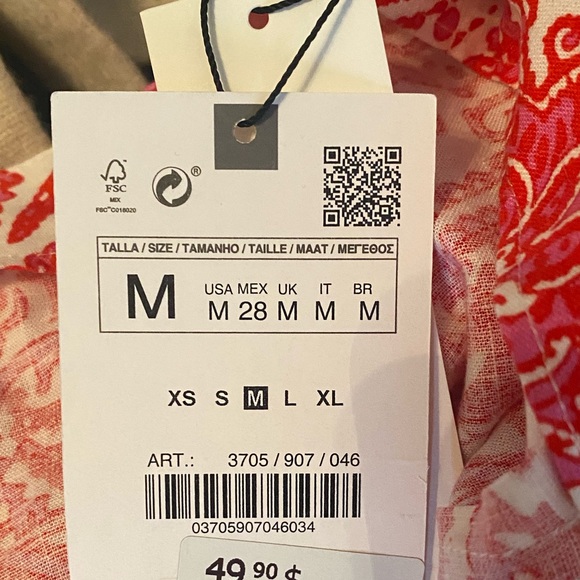 FSC
MIX
FSC™ C018020
®
TALLA / SIZE / TAMANHO / TAILLE / MAAT / ΜΕΓΕΘΟΣ
M
USA MEX UK IT BR
M 28 M M M
XS S M L XL
ART.: 3705 / 907 / 046
03705907046034
49.90